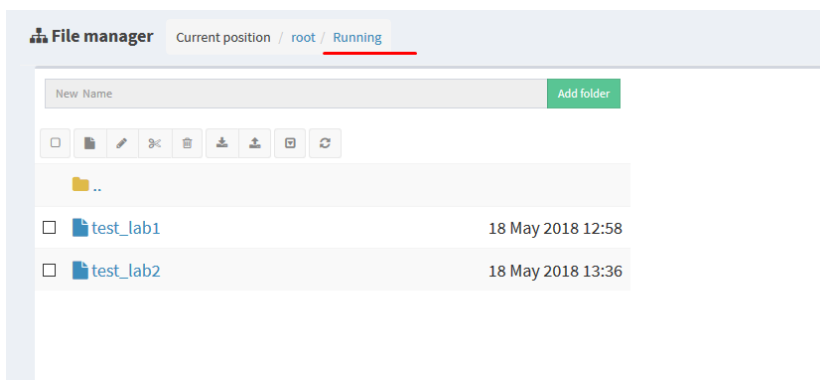 File manager Current position / root / Running
New Name Add folder
..
test_lab1 18 May 2018 12:58
test_lab2 18 May 2018 13:36